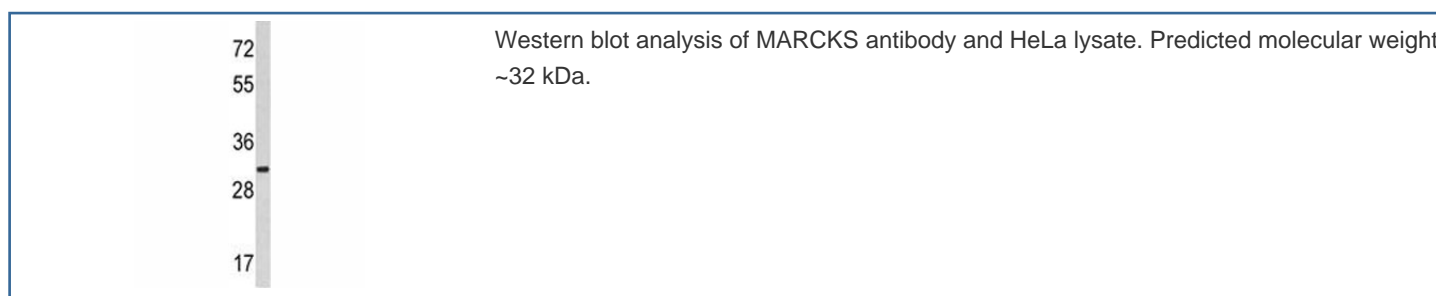 72
55
36
28
17
Western blot analysis of MARCKS antibody and HeLa lysate. Predicted molecular weight
~32 kDa.